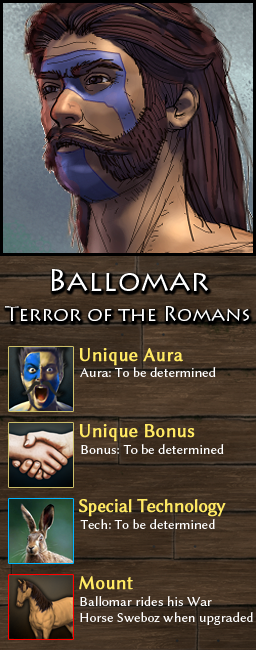 Ballomar
Terror of the Romans
Unique Aura
Aura: To be determined
Unique Bonus
Bonus: To be determined
Special Technology
Tech: To be determined
Mount
Ballomar rides his War
Horse Sweboz when upgraded